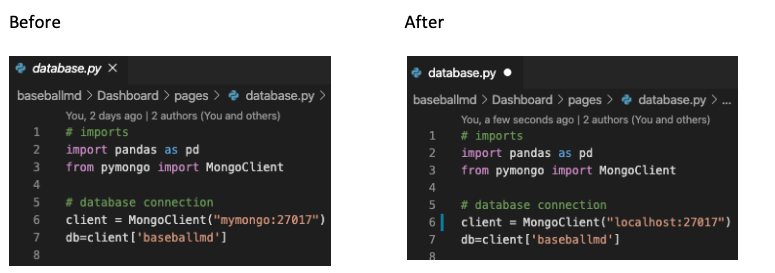 Before
database.py ×
baseballmd > Dashboard > pages > database.py >
You, 2 days ago | 2 authors (You and others)
1 # imports
2 import pandas as pd
3 from pymongo import MongoClient
4
5 # database connection
6 client = MongoClient("mymongo:27017")
7 db=client['baseballmd']
8
After
database.py ●
baseballmd > Dashboard > pages > database.py > ...
You, a few seconds ago | 2 authors (You and others)
1 # imports
2 import pandas as pd
3 from pymongo import MongoClient
4
5 # database connection
6 client = MongoClient("localhost:27017")
7 db=client['baseballmd']
8